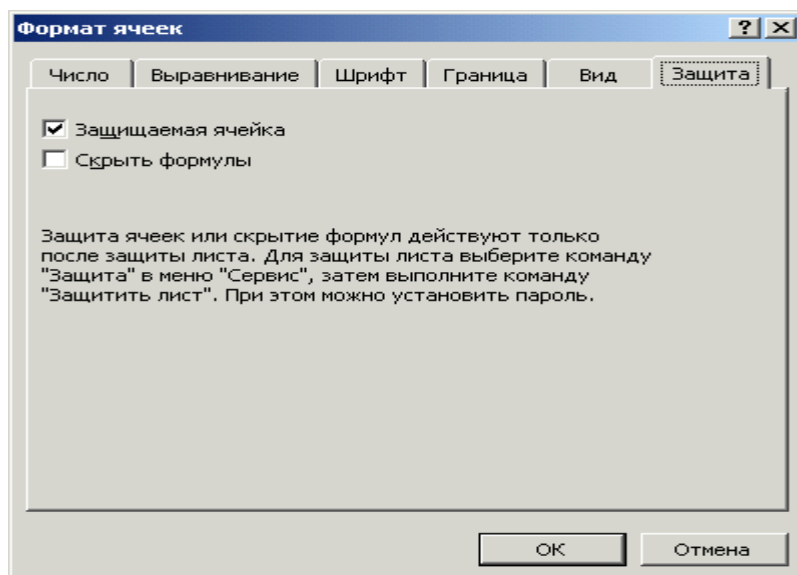 Формат ячеек
Число Выравнивание Шрифт Граница Вид Защита
Защищаемая ячейка
Скрыть формулы
Защита ячеек или скрытие формул действуют только
после защиты листа. Для защиты листа выберите команду
"Защита" в меню "Сервис", затем выполните команду
"Защитить лист". При этом можно установить пароль.
ОК Отмена